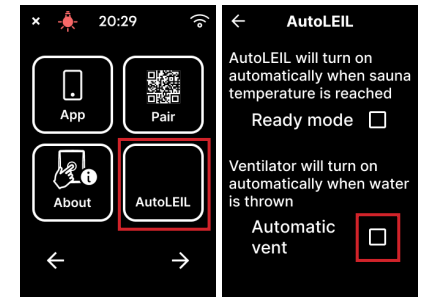 × 20:29
App
Pair
About
AutoLEIL
← →
← AutoLEIL
AutoLEIL will turn on
automatically when sauna
temperature is reached
Ready mode
Ventilator will turn on
automatically when water
is thrown
Automatic
vent